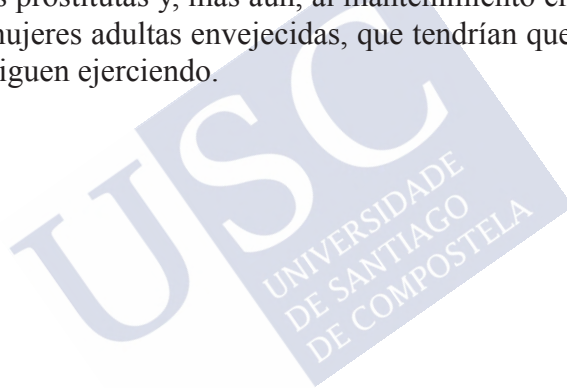 s prostitutas y, más aún, al mantenimiento en
nujeres adultas envejecidas, que tendrían que
iguen ejerciendo.
USC
UNIVERSIDADE
DE SANTIAGO
DE COMPOSTELA